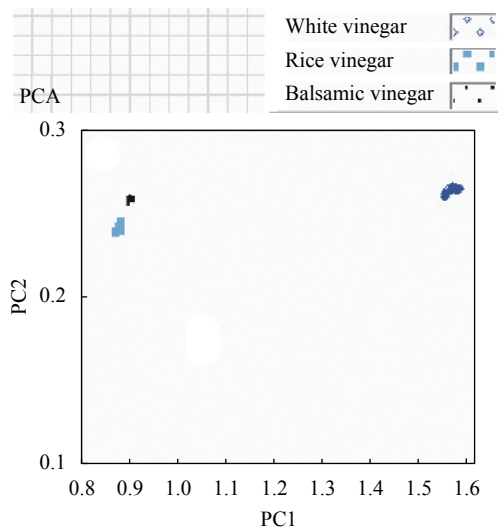 White vinegar
Rice vinegar
PCA
Balsamic vinegar
0.3
0.2
0.1
PC2
0.8 0.9 1.0 1.1 1.2 1.3 1.4 1.5 1.6
PC1